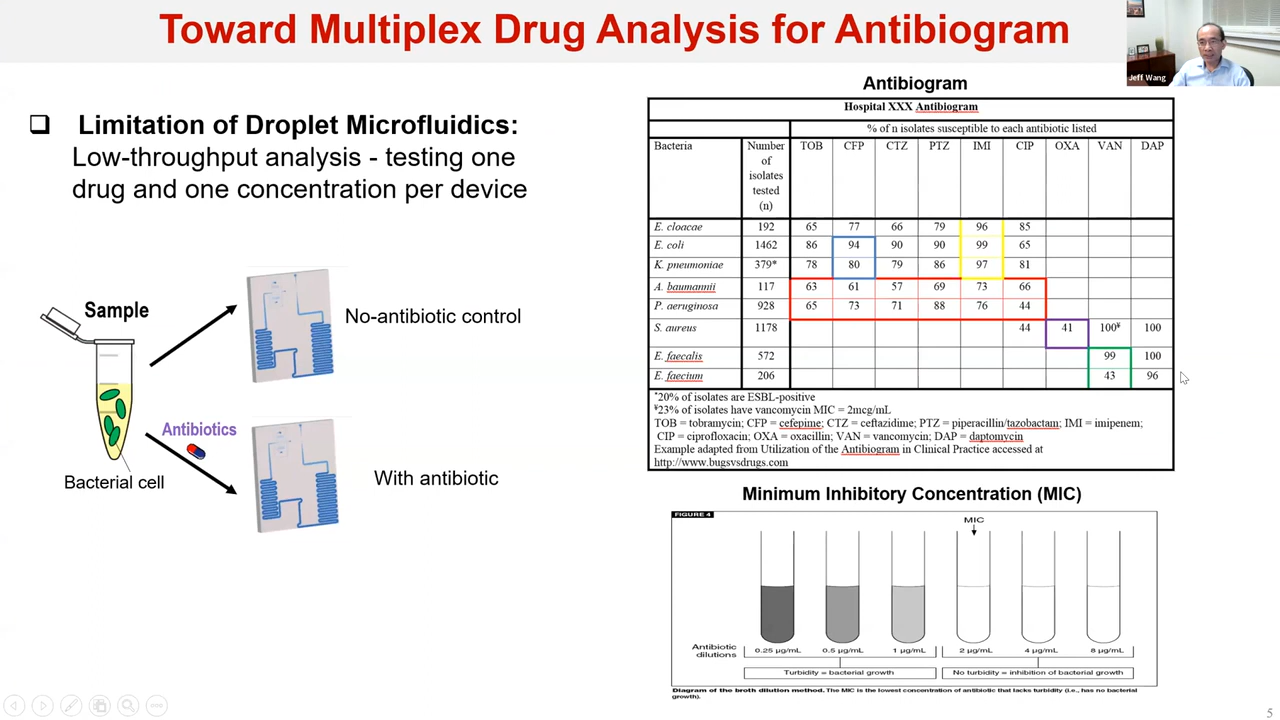 Toward Multiplex Drug Analysis for Antibiogram
Jeff Wang
Limitation of Droplet Microfluidics:
Low-throughput analysis - testing one
drug and one concentration per device
Sample
No-antibiotic control
Antibiotics
With antibiotic
Bacterial cell
Antibiogram
Hospital XXX Antibiogram
% of n isolates susceptible to each antibiotic listed
Bacteria Number of isolates tested (n) TOB CFP CTZ PTZ IMI CIP OXA VAN DAP
E. cloacae 192 65 77 66 79 96 85
E. coli 1462 86 94 90 90 99 65
K. pneumoniae 379* 78 80 79 86 97 81
A. baumannii 117 63 61 57 69 73 66
P. aeruginosa 928 65 73 71 88 76 44
S. aureus 1178 44 41 100¥ 100
E. faecalis 572 99 100
E. faecium 206 43 96
*20% of isolates are ESBL-positive
¥23% of isolates have vancomycin MIC = 2mcg/mL
TOB = tobramycin; CFP = cefepime; CTZ = ceftazidime; PTZ = piperacillin/tazobactam; IMI = imipenem;
CIP = ciprofloxacin; OXA = oxacillin; VAN = vancomycin; DAP = daptomycin
Example adapted from Utilization of the Antibiogram in Clinical Practice accessed at
http://www.bugsvsdrugs.com
Minimum Inhibitory Concentration (MIC)
FIGURE 4
MIC
Antibiotic
dilutions
0.25 µg/mL 0.5 µg/mL 1 µg/mL 2 µg/mL 4 µg/mL 8 µg/mL
Turbidity = bacterial growth No turbidity = inhibition of bacterial growth
Diagram of the broth dilution method. The MIC is the lowest concentration of antibiotic that lacks turbidity (i.e., has no bacterial
growth).
5